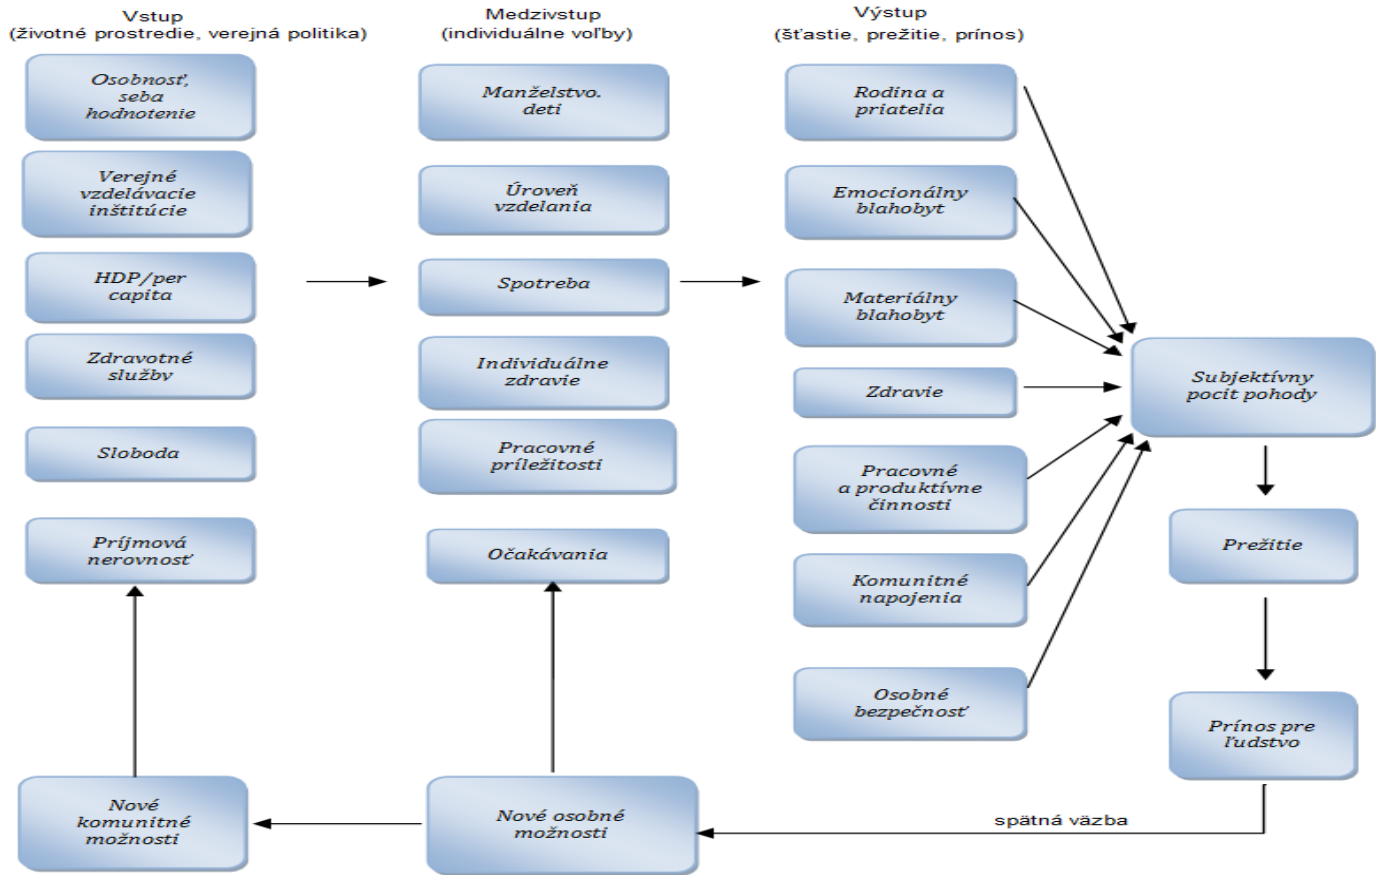 Vstup
(životné prostredie, verejná politika)
Osobnosť,
seba
hodnotenie
Verejné
vzdelávacie
inštitúcie
HDP/per
capita
Zdravotné
služby
Sloboda
Príjmová
nerovnosť
Nové
komunitné
možnosti
Medzivstup
(individuálne voľby)
Manželstvo.
deti
Úroveň
vzdelania
Spotreba
Individuálne
zdravie
Pracovné
príležitosti
Očakávania
Nové osobné
možnosti
Výstup
(šťastie, prežitie, prínos)
Rodina a
priatelia
Emocionálny
blahobyt
Materiálny
blahobyt
Zdravie
Pracovné
a produktívne
činnosti
Komunitné
napojenia
Osobné
bezpečnosť
Subjektívny
pocit pohody
Prežitie
Prínos pre
ľudstvo
spätná väzba